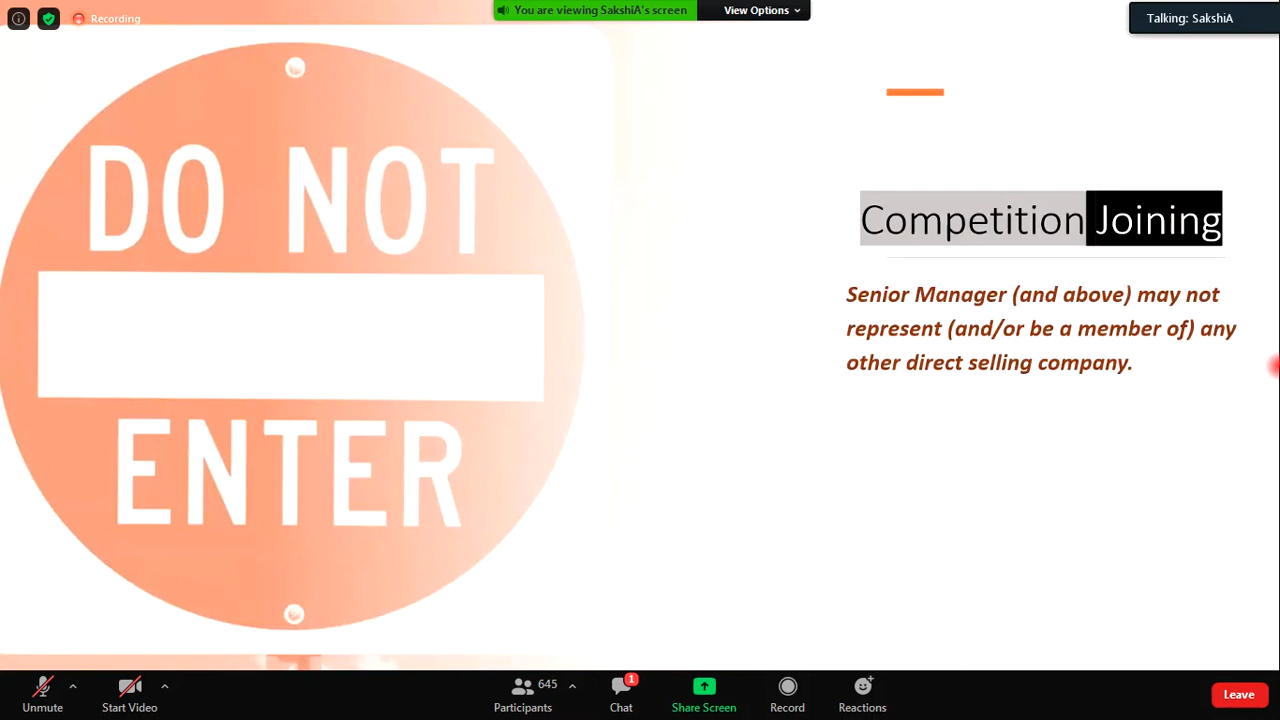 Recording
You are viewing SakshiA's screen
View Options
Talking: SakshiA
DO NOT
ENTER
Competition Joining
Senior Manager (and above) may not
represent (and/or be a member of) any
other direct selling company.
Unmute
Start Video
645
Participants
1
Chat
Share Screen
Record
Reactions
Leave